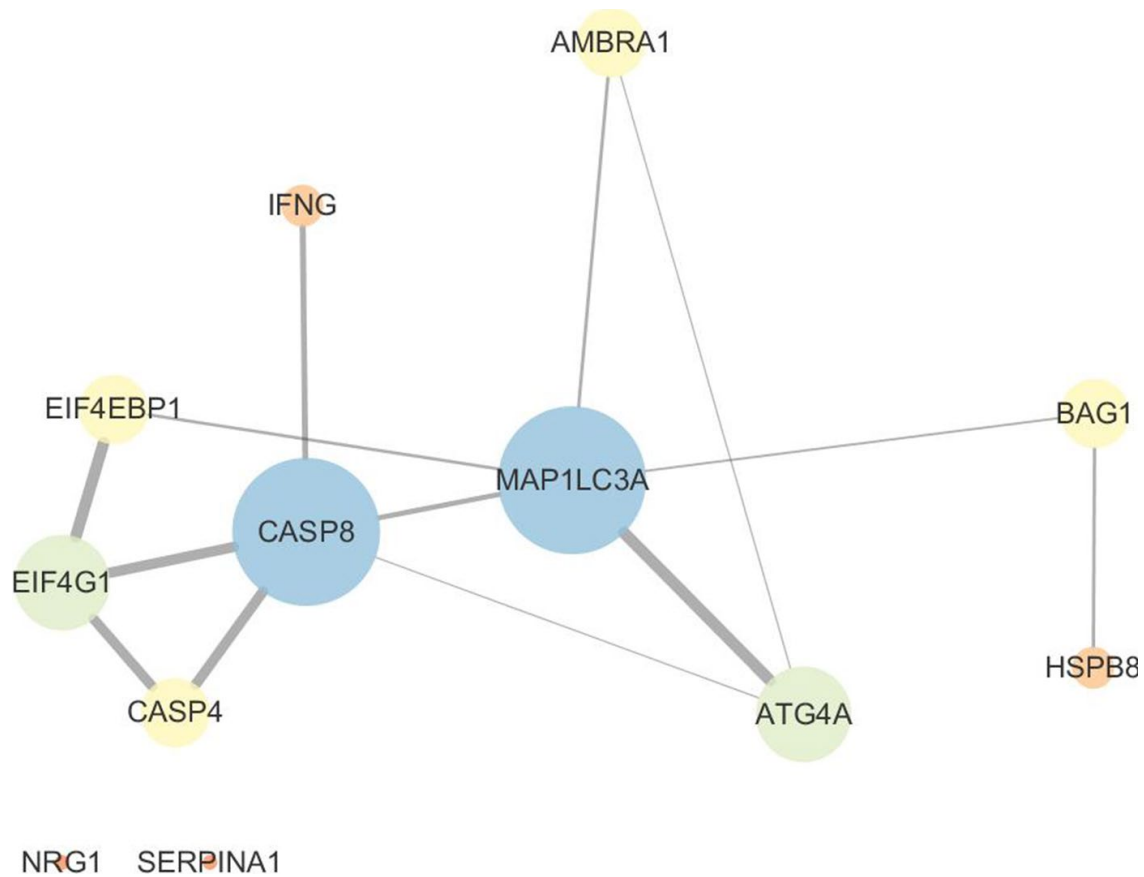 AMBRA1
IFNG
EIF4EBP1
BAG1
MAP1LC3A
CASP8
EIF4G1
HSPB8
CASP4
ATG4A
NRG1
SERPINA1